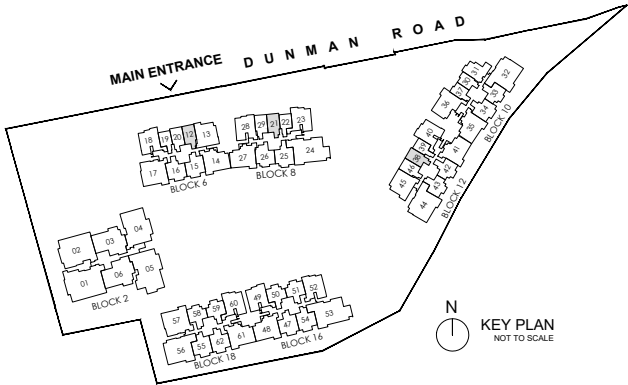 DUNMAN ROAD
MAIN ENTRANCE
18 19 20 12 13
17 16 15 14
BLOCK 6
28 29 21 22 23
27 26 25 24
BLOCK 8
31 32
30
37 33
36 34
35
BLOCK 10
40 41
39
38 42
46 43
45 44
BLOCK 12
02 03 04
01 06 05
BLOCK 2
57 58 59 60
56 55 62 61
BLOCK 18
49 50 51 52
48 47 54 53
BLOCK 16
N
KEY PLAN
NOT TO SCALE